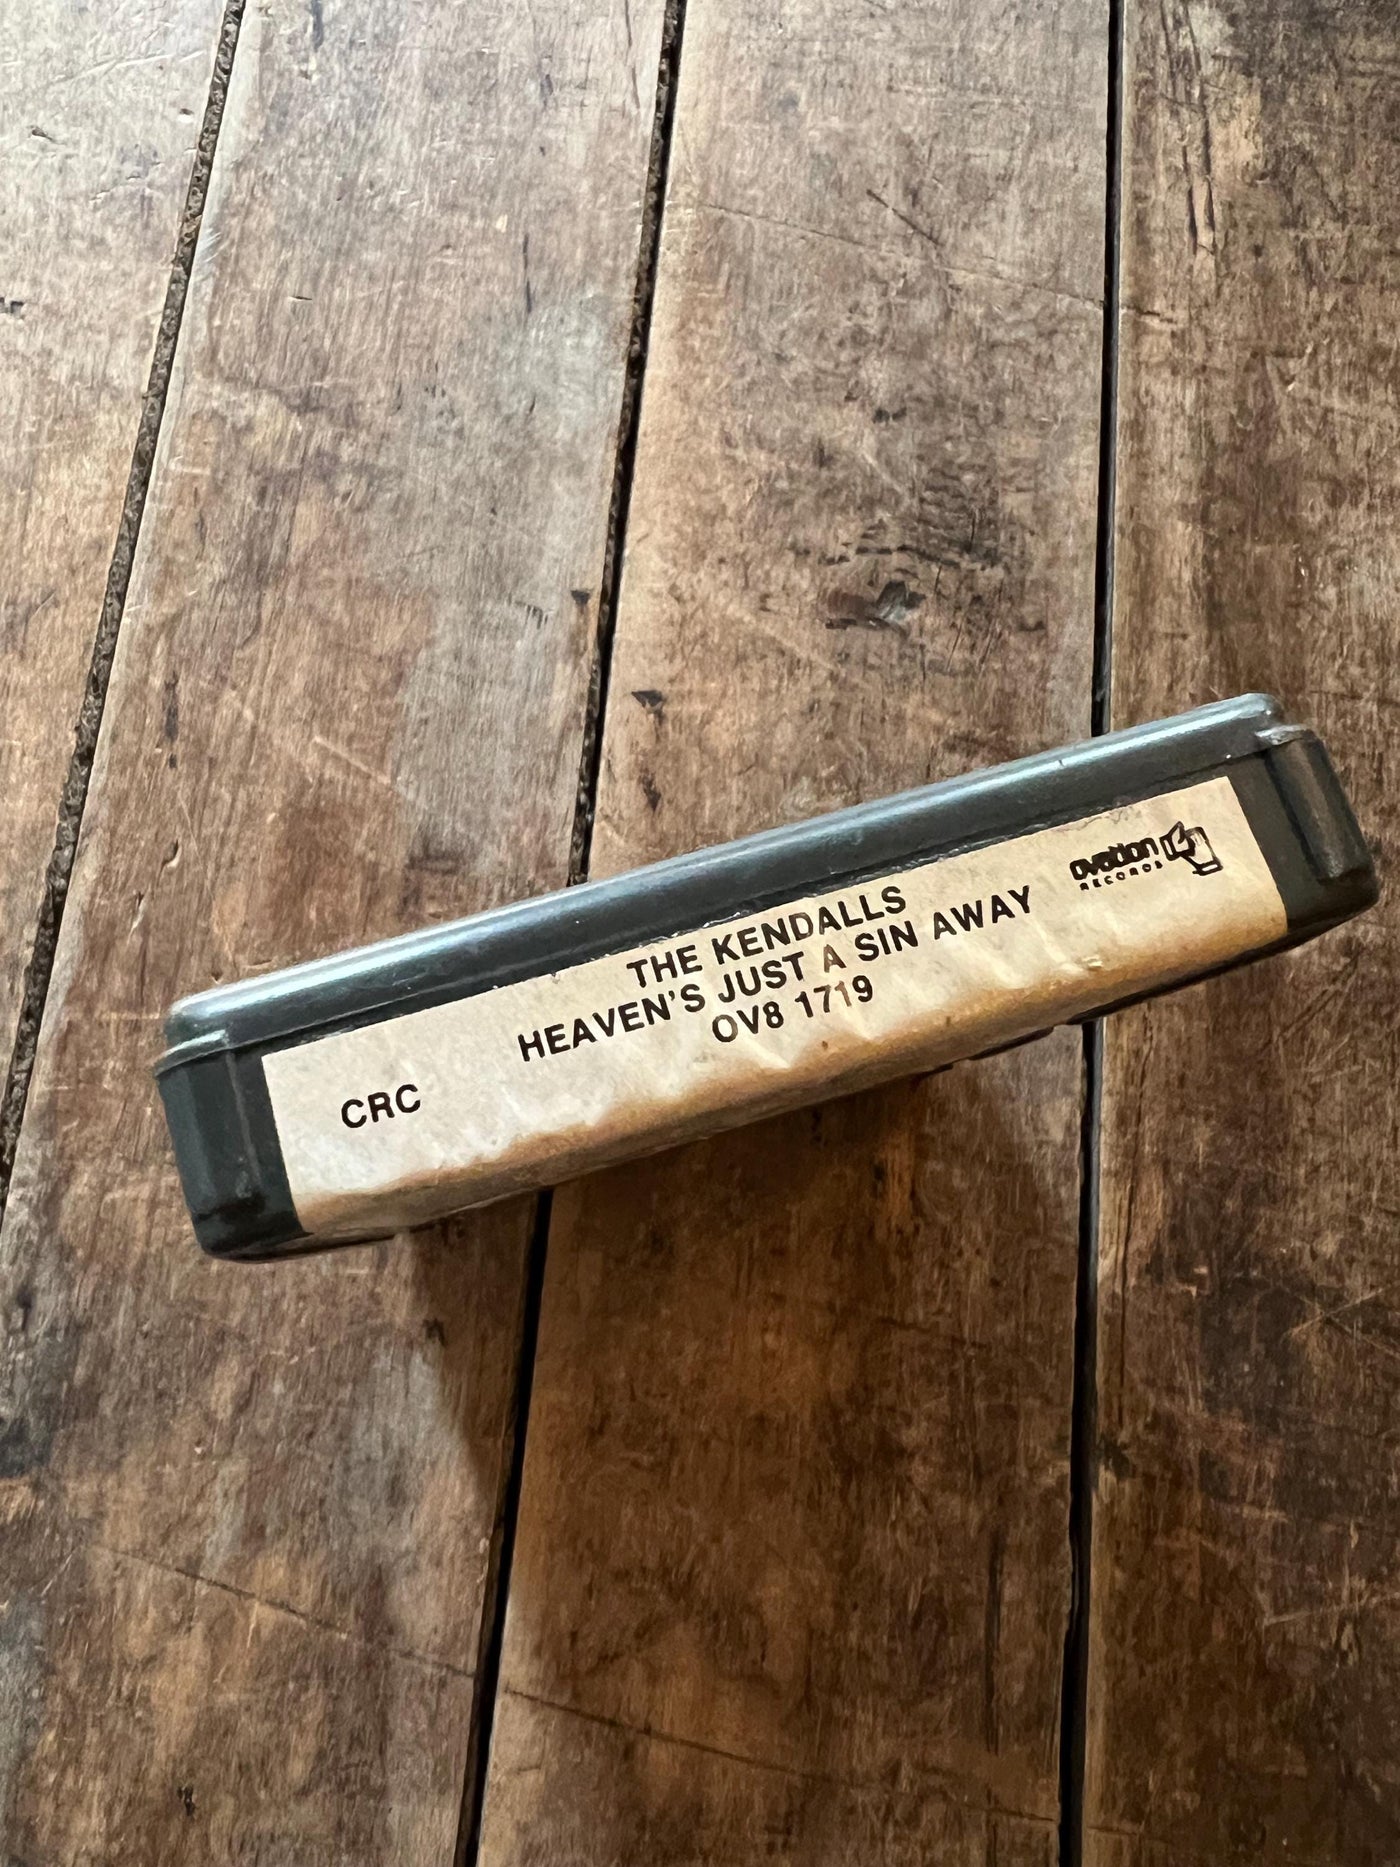 THE KENDALLS
HEAVEN'S JUST A SIN AWAY
OV8 1719
CRC
ovation
RECORDS